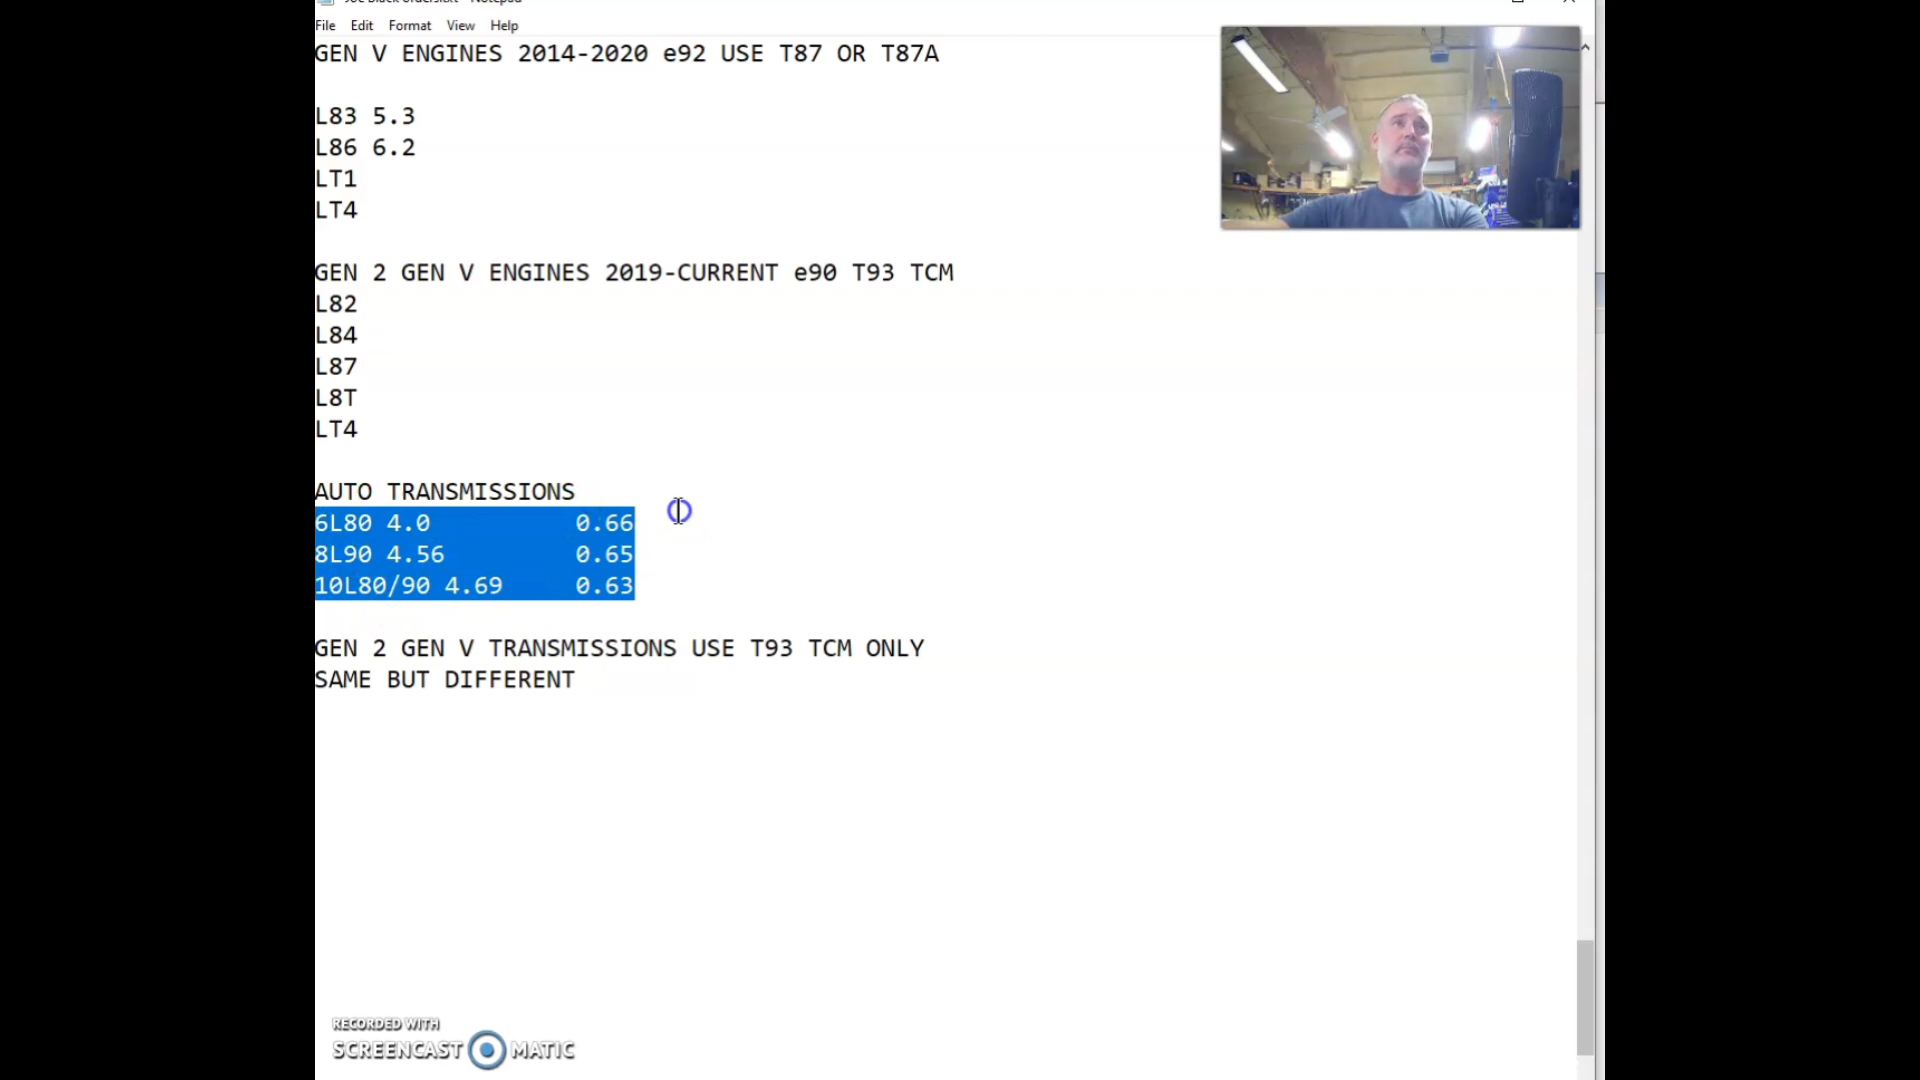 File Edit Format View Help
GEN V ENGINES 2014-2020 e92 USE T87 OR T87A
L83 5.3
L86 6.2
LT1
LT4
GEN 2 GEN V ENGINES 2019-CURRENT e90 T93 TCM
L82
L84
L87
L8T
LT4
AUTO TRANSMISSIONS
6L80 4.0 0.66
8L90 4.56 0.65
10L80/90 4.69 0.63
GEN 2 GEN V TRANSMISSIONS USE T93 TCM ONLY
SAME BUT DIFFERENT
RECORDED WITH
SCREENCAST MATIC